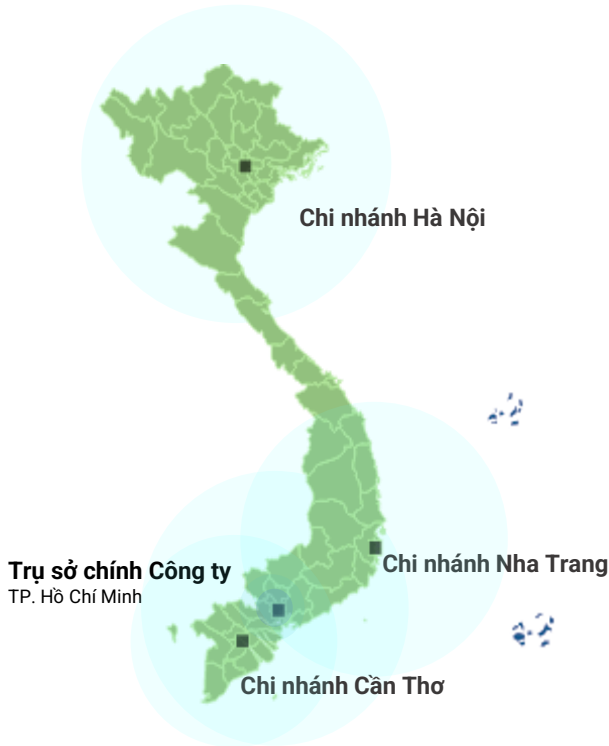 Chi nhánh Hà Nội
Chi nhánh Nha Trang
Trụ sở chính Công ty
TP. Hồ Chí Minh
Chi nhánh Cần Thơ